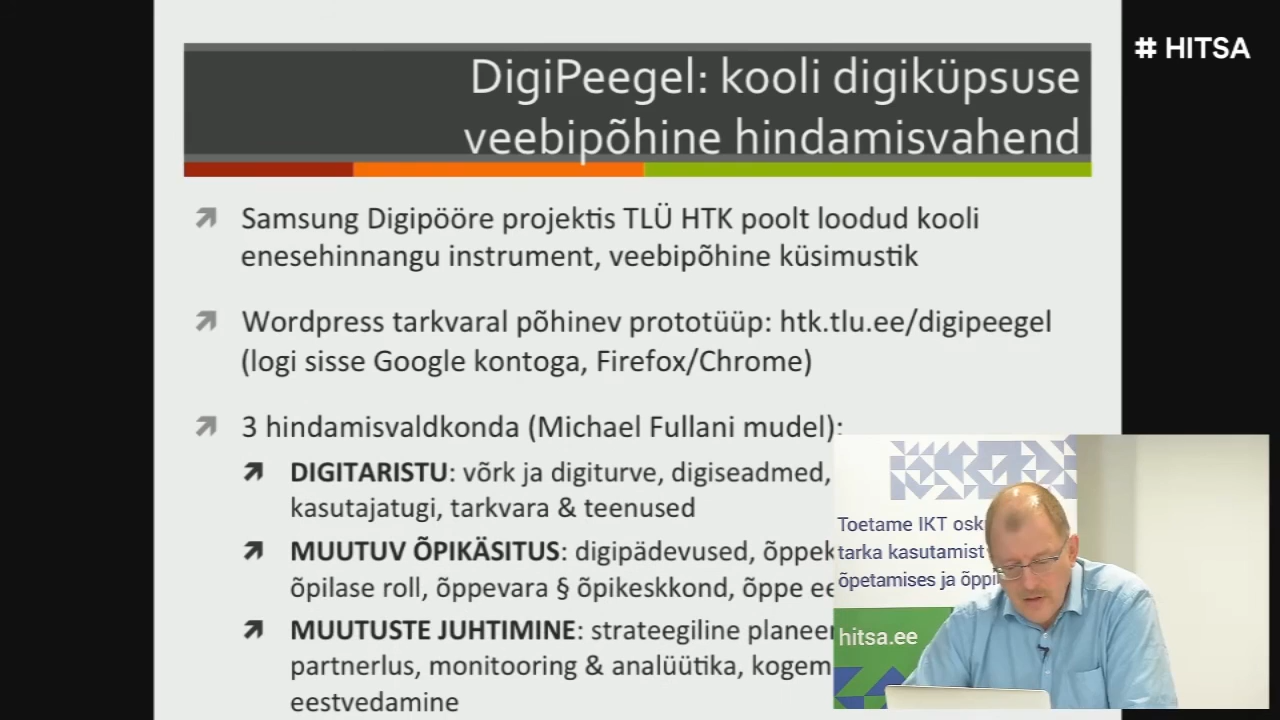 # HITSA
DigiPeegel: kooli digiküpsuse
veebipõhine hindamisvahend
Samsung Digipööre projektis TLÜ HTK poolt loodud kooli
enesehinnangu instrument, veebipõhine küsimustik
Wordpress tarkvaral põhinev prototüüp: htk.tlu.ee/digipeegel
(logi sisse Google kontoga, Firefox/Chrome)
3 hindamisvaldkonda (Michael Fullani mudel):
DIGITARISTU: võrk ja digiturve, digiseadmed,
kasutajatugi, tarkvara & teenused
MUUTUV ÕPIKÄSITUS: digipädevused,
õpilase roll, õppevara § õpikeskkond, õppe
MUUTUSTE JUHTIMINE: strateegiline
partnerlus, monitooring & analüütika,
eestvedamine
Toetame IKT
tarka kasutamist
õpetamises ja
hitsa.ee